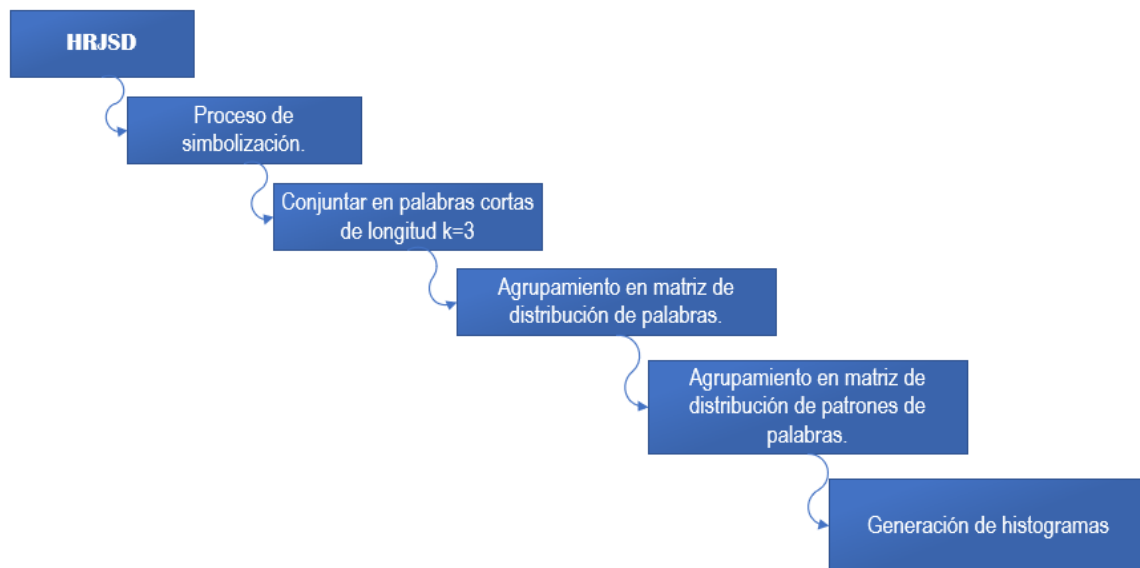 HRJSD
Proceso de
simbolización.
Conjuntar en palabras cortas
de longitud k=3
Agrupamiento en matriz de
distribución de palabras.
Agrupamiento en matriz de
distribución de patrones de
palabras.
Generación de histogramas